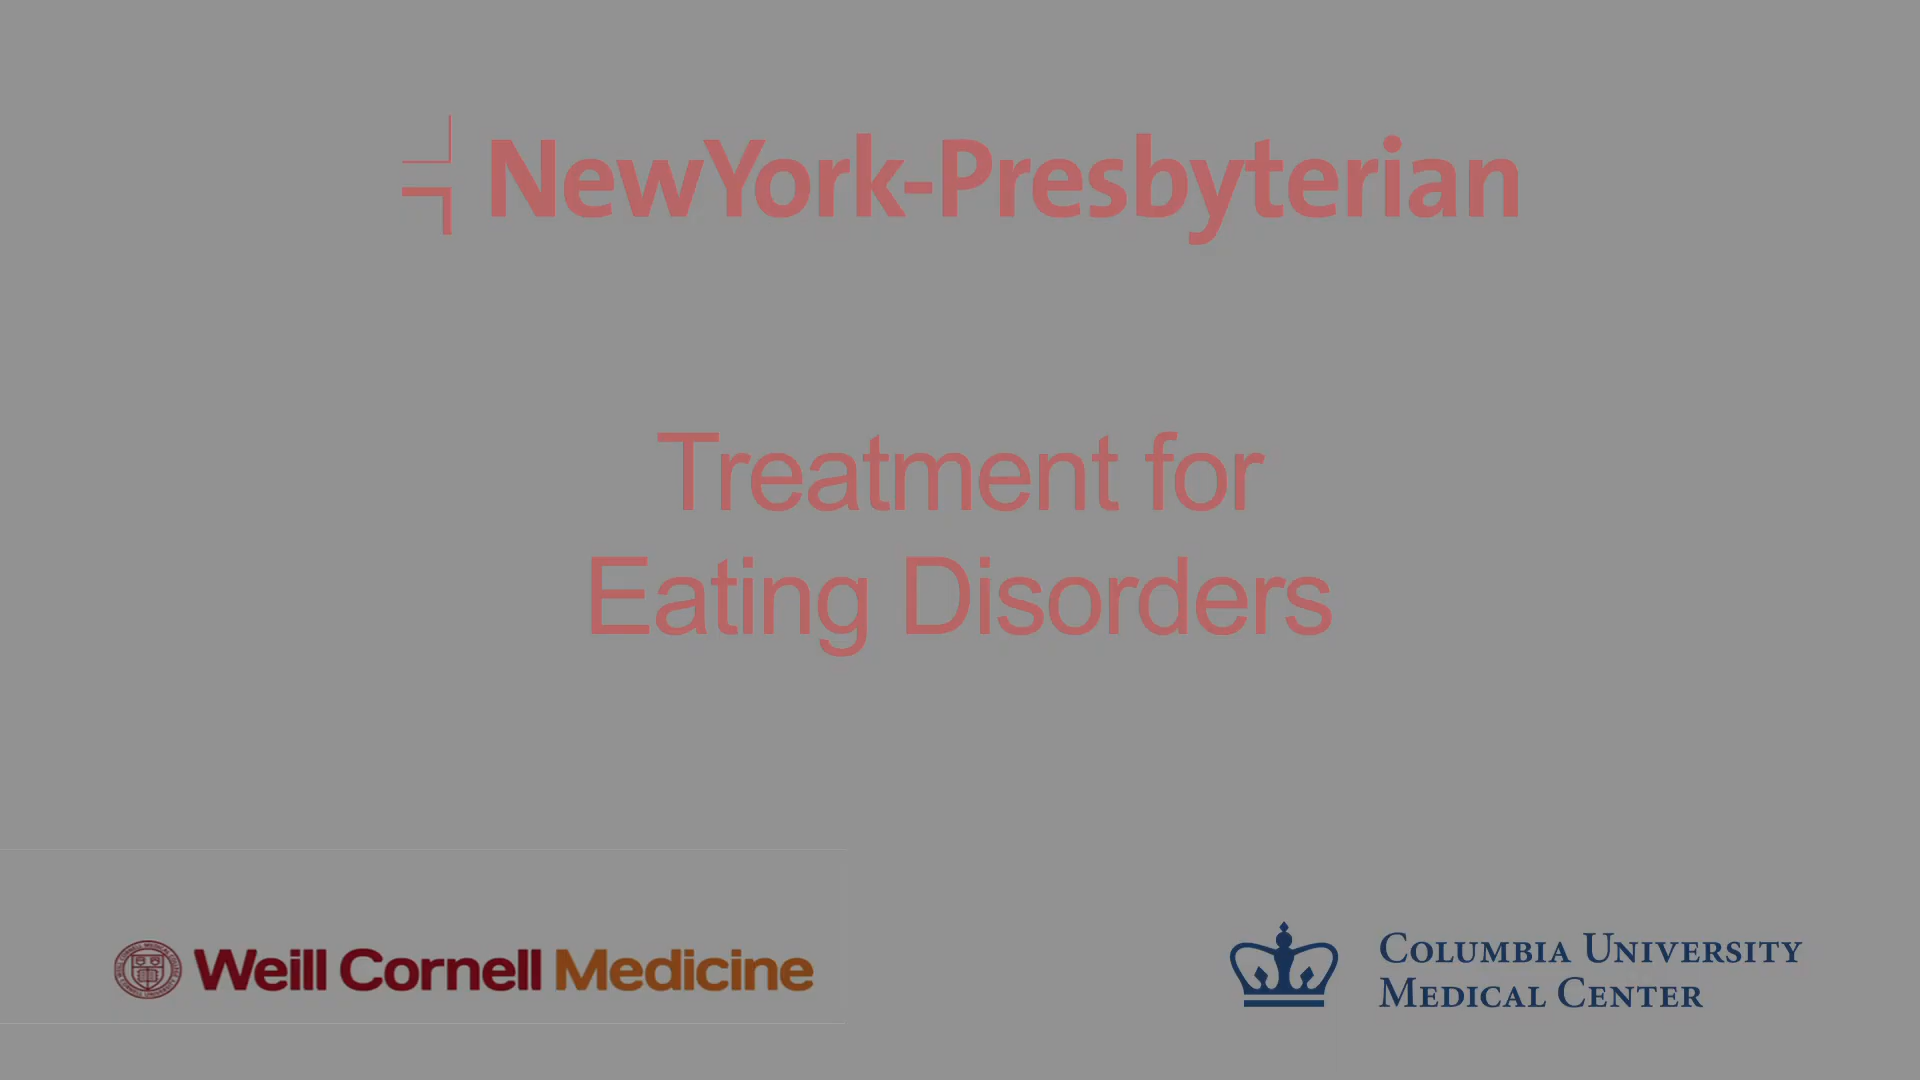 NewYork-Presbyterian
Treatment for
Eating Disorders
Weill Cornell Medicine
Columbia University
Medical Center